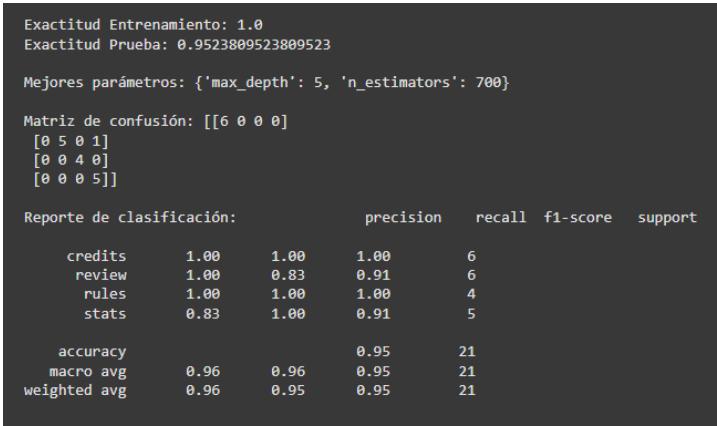 Exactitud Entrenamiento: 1.0
Exactitud Prueba: 0.9523809523809523
Mejores parámetros: {'max_depth': 5, 'n_estimators': 700}
Matriz de confusión: [[6 0 0 0]
[0 5 0 1]
[0 0 4 0]
[0 0 0 5]]
Reporte de clasificación: precision recall f1-score support
credits 1.00 1.00 1.00 6
review 1.00 0.83 0.91 6
rules 1.00 1.00 1.00 4
stats 0.83 1.00 0.91 5
accuracy 0.95 21
macro avg 0.96 0.96 0.95 21
weighted avg 0.96 0.95 0.95 21